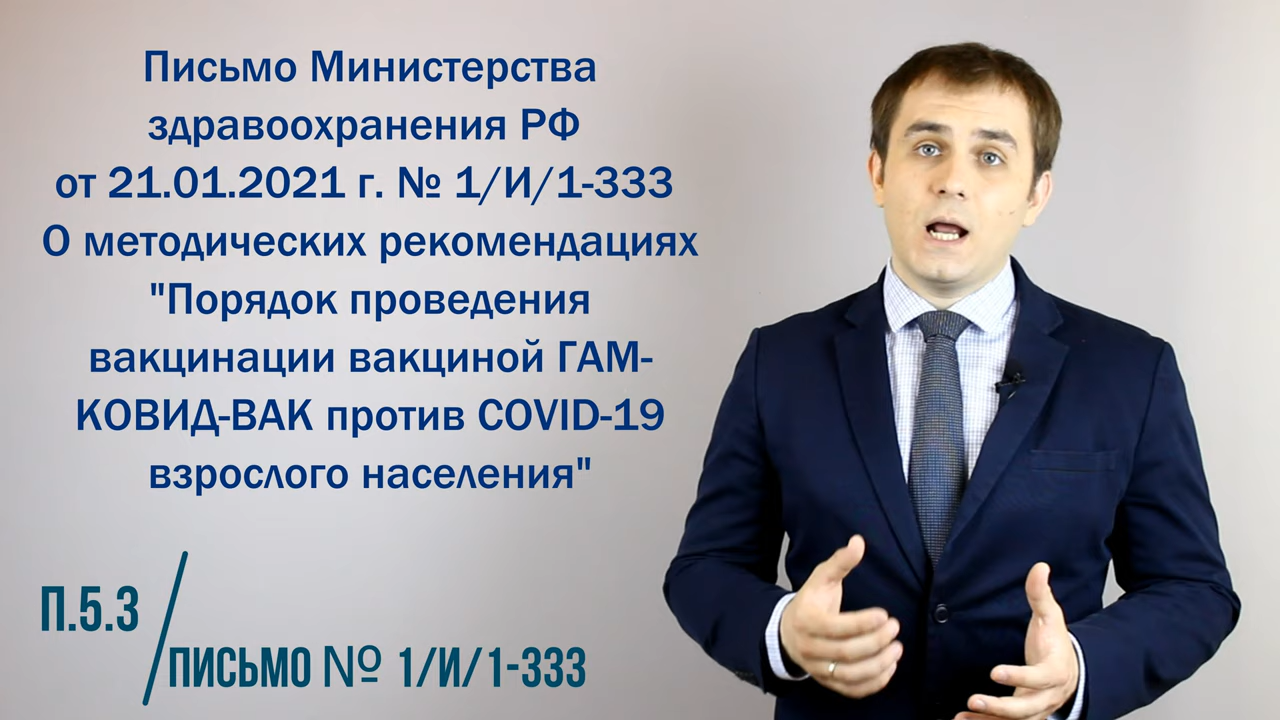 Письмо Министерства
здравоохранения РФ
от 21.01.2021 г. № 1/И/1-333
О методических рекомендациях
"Порядок проведения
вакцинации вакциной ГАМ-
КОВИД-ВАК против COVID-19
взрослого населения"
П.5.3
ПИСЬМО № 1/И/1-333